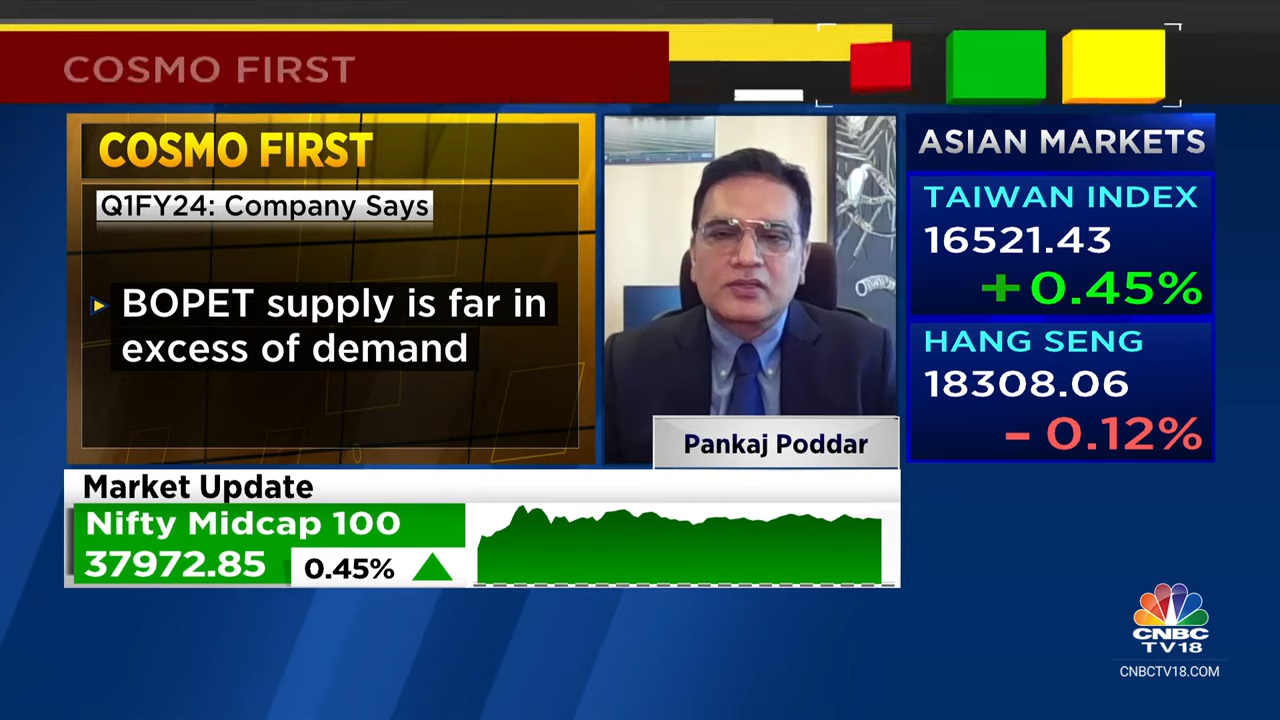 COSMO FIRST
COSMO FIRST
Q1FY24: Company Says
BOPET supply is far in
excess of demand
Pankaj Poddar
ASIAN MARKETS
TAIWAN INDEX
16521.43
+0.45%
HANG SENG
18308.06
- 0.12%
Market Update
Nifty Midcap 100
37972.85 0.45%
CNBC
TV18
CNBCTV18.COM